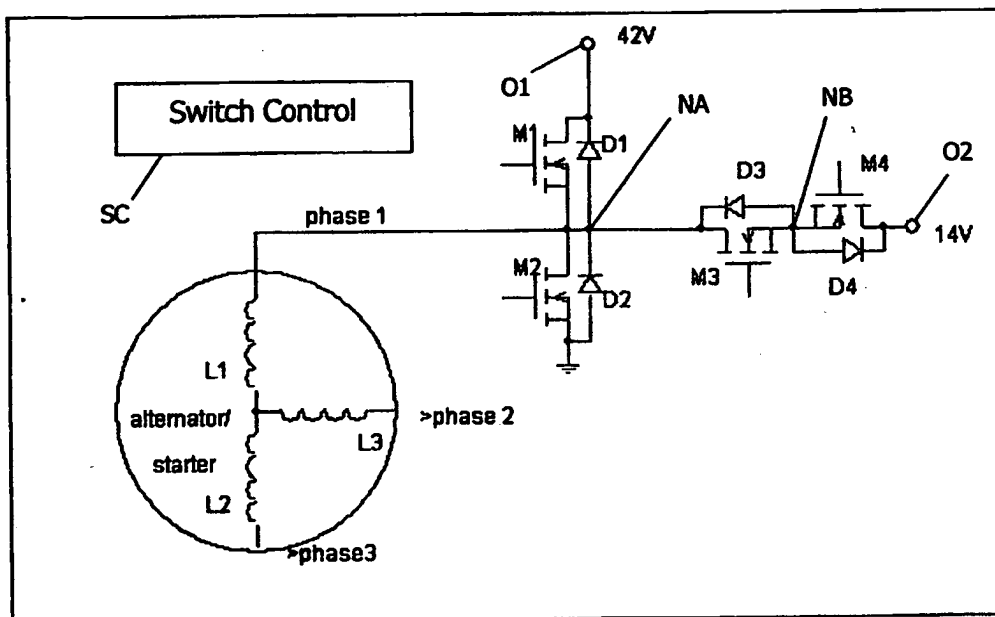 42V
O1
Switch Control
SC
M1
D1
NA
NB
D3
M4
O2
14V
phase 1
M2
D2
M3
D4
L1
alternator/
starter
L3
>phase 2
L2
>phase3